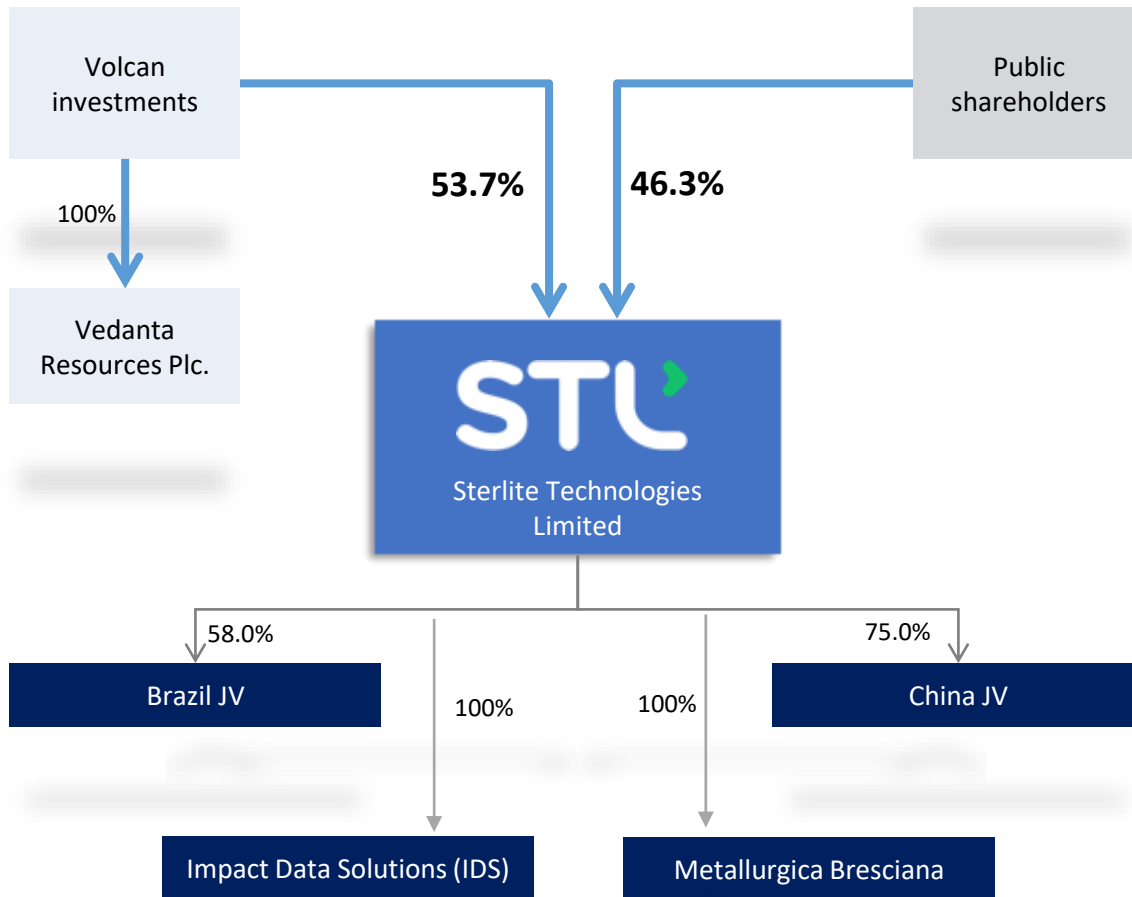 Volcan
investments
Public
shareholders
53.7%
46.3%
100%
Vedanta
Resources Plc.
STL
Sterlite Technologies
Limited
58.0%
75.0%
Brazil JV
China JV
100%
100%
Impact Data Solutions (IDS)
Metallurgica Bresciana